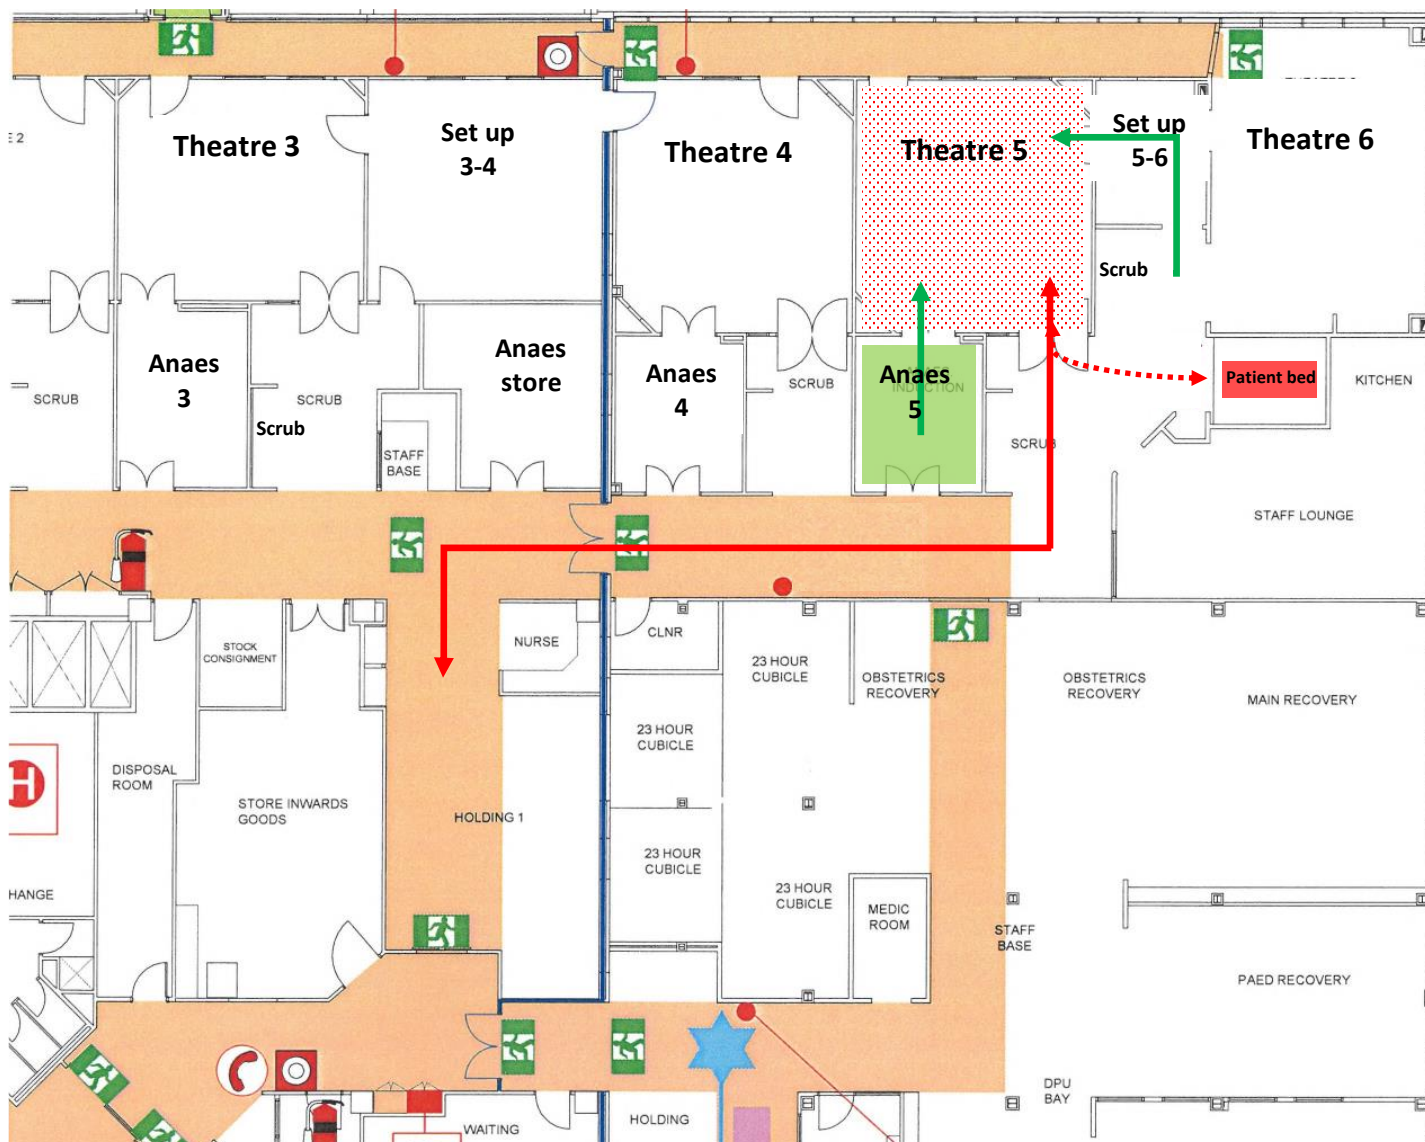 E 2
Theatre 3
Set up
3-4
Theatre 4
Theatre 5
Set up
5-6
Theatre 6
Scrub
Anaes
3
Anaes
store
Anaes
4
SCRUB
Anaes
5
Patient bed
KITCHEN
SCRUB
SCRUB
Scrub
STAFF
BASE
SCRUB
STAFF LOUNGE
STOCK
CONSIGNMENT
NURSE
CLNR
23 HOUR
CUBICLE
OBSTETRICS
RECOVERY
OBSTETRICS
RECOVERY
MAIN RECOVERY
23 HOUR
CUBICLE
DISPOSAL
ROOM
H
STORE INWARDS
GOODS
HOLDING 1
23 HOUR
CUBICLE
23 HOUR
CUBICLE
HANGE
MEDIC
ROOM
STAFF
BASE
PAED RECOVERY
DPU
BAY
WAITING
HOLDING